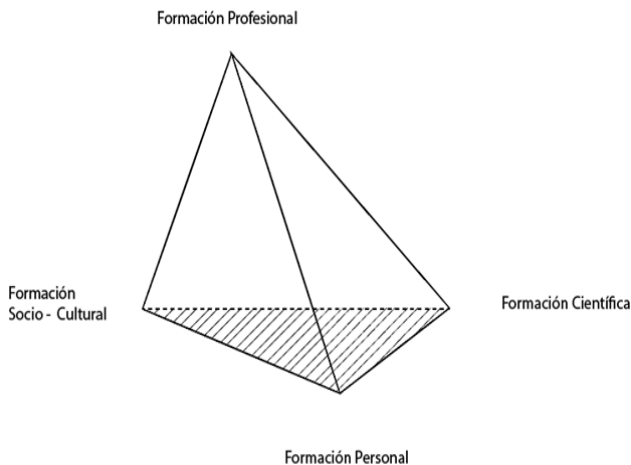 Formación Profesional
Formación
Socio - Cultural
Formación Científica
Formación Personal